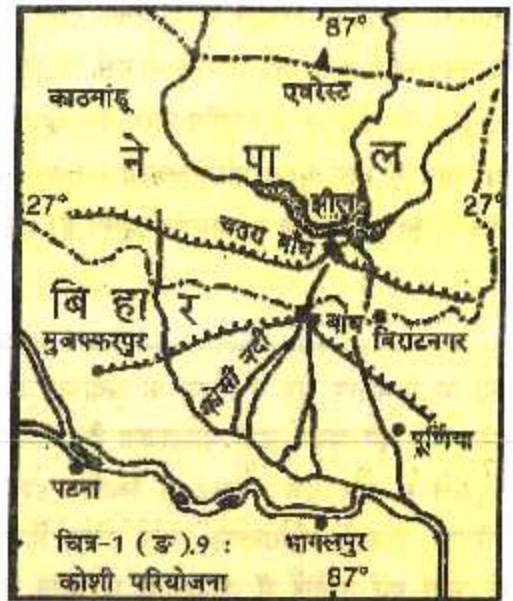 87°
एवरेस्ट
काठमांडू
ने पा ल
27° झील 27°
चतरा बाँध
बि हा र
बाँध
मुजफ्फरपुर
बिराटनगर
कोसी नदी
पूर्णिया
पटना
भागलपुर
चित्र-1 (ङ).9 :
कोशी परियोजना
87°